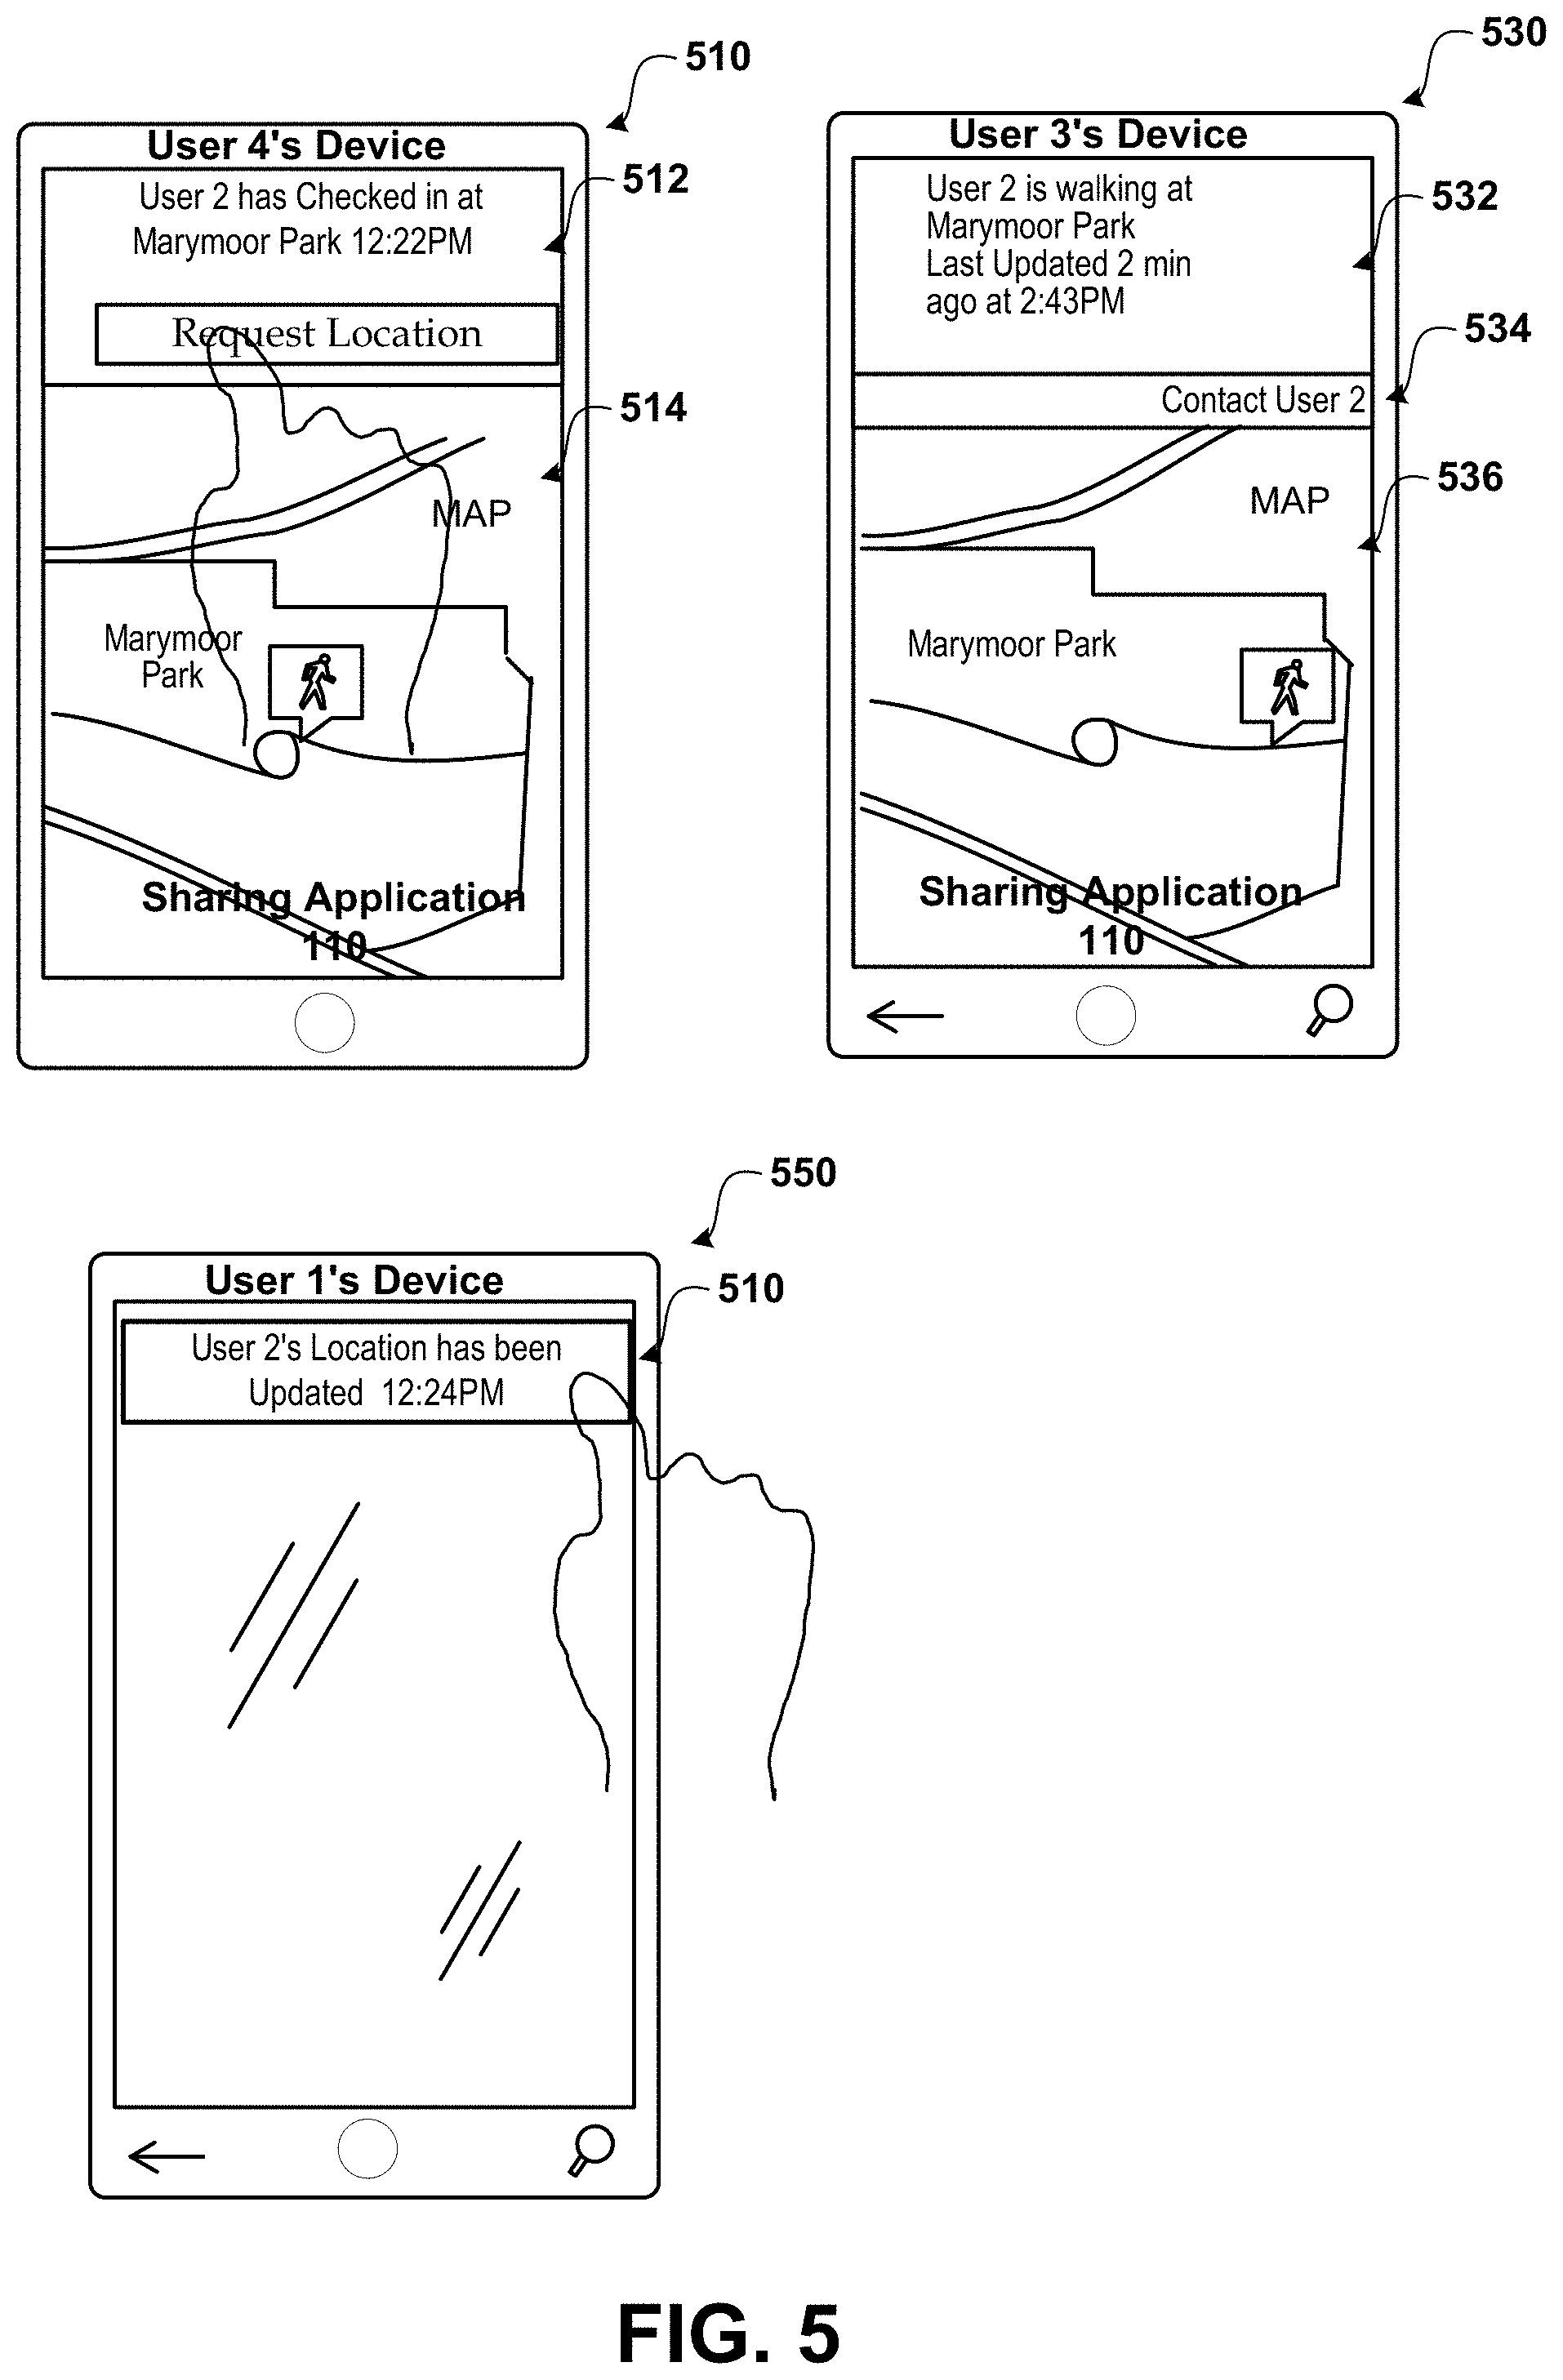 530
510
User 4's Device
User 2 has Checked in at
Marymoor Park 12:22PM
512
Request Location
514
MAP
Marymoor
Park
Sharing Application
110
User 3's Device
User 2 is walking at
Marymoor Park
Last Updated 2 min
ago at 2:43PM
532
534
Contact User 2
536
MAP
Marymoor Park
Sharing Application
110
550
User 1's Device
510
User 2's Location has been
Updated 12:24PM
FIG. 5